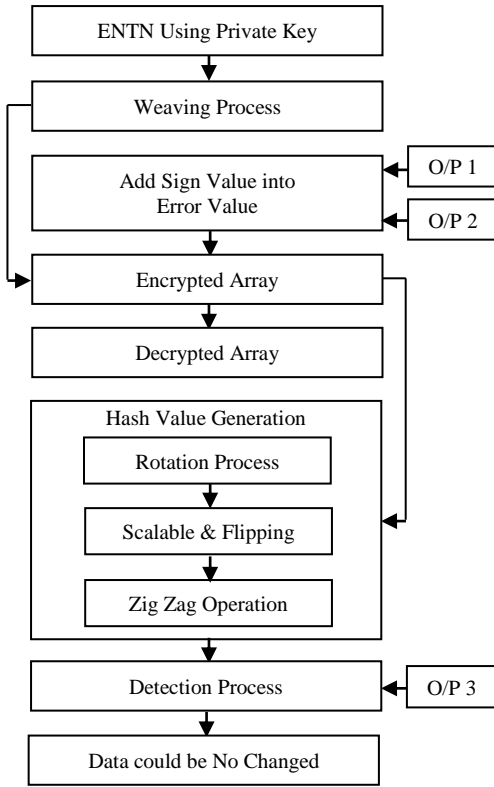 ENTN Using Private Key
Weaving Process
Add Sign Value into
Error Value
O/P 1
O/P 2
Encrypted Array
Decrypted Array
Hash Value Generation
Rotation Process
Scalable & Flipping
Zig Zag Operation
Detection Process
O/P 3
Data could be No Changed